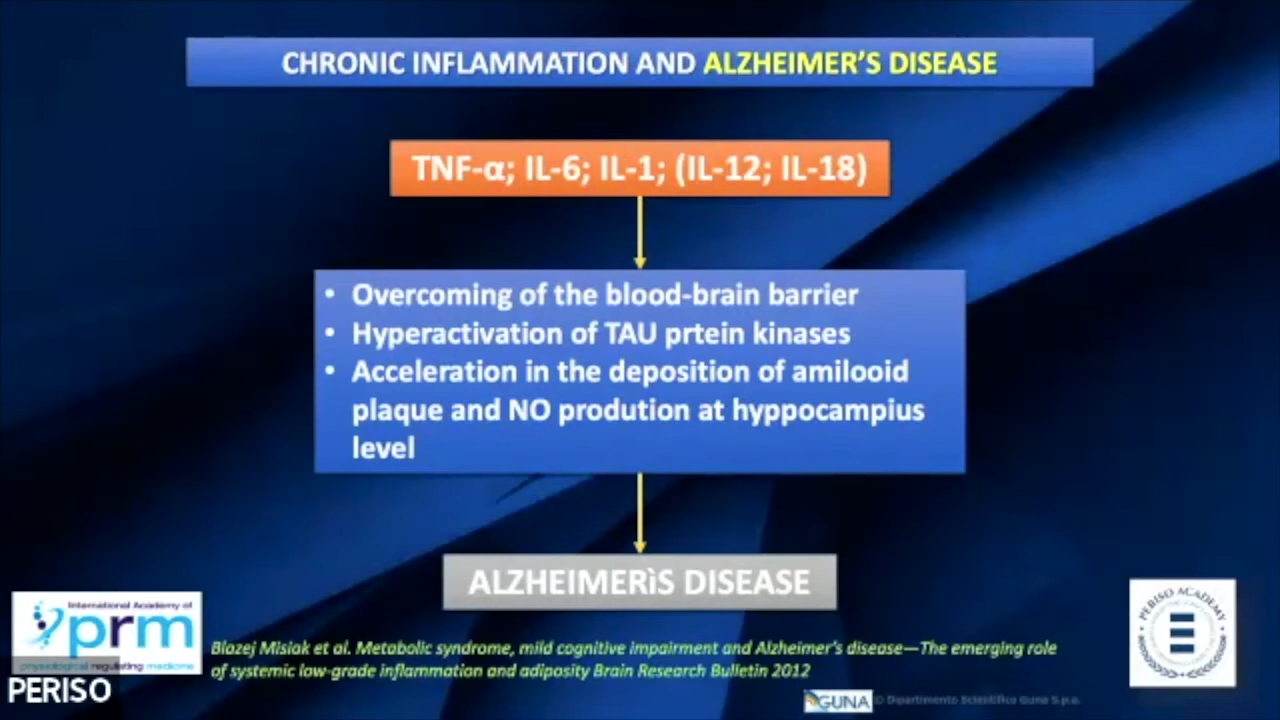 CHRONIC INFLAMMATION AND ALZHEIMER'S DISEASE
TNF-α; IL-6; IL-1; (IL-12; IL-18)
• Overcoming of the blood-brain barrier
• Hyperactivation of TAU prtein kinases
• Acceleration in the deposition of amilooid
plaque and NO prodution at hyppocampius
level
ALZHEIMERìS DISEASE
International Academy of
prm
physiological regulating medicine
PERISO
Blazej Misiak et al. Metabolic syndrome, mild cognitive impairment and Alzheimer's disease—The emerging role
of systemic low-grade inflammation and adiposity Brain Research Bulletin 2012
GUNA © Dipartimento Scientifico Guna S.p.a.
PERISO ACADEMY